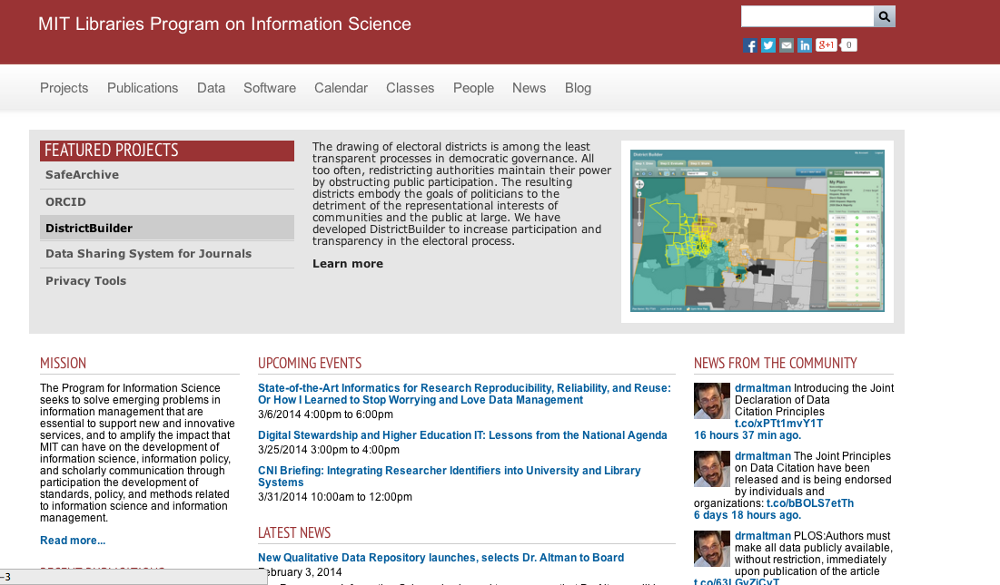 MIT Libraries Program on Information Science
g+1 0
Projects Publications Data Software Calendar Classes People News Blog
FEATURED PROJECTS
SafeArchive
ORCID
DistrictBuilder
Data Sharing System for Journals
Privacy Tools
The drawing of electoral districts is among the least
transparent processes in democratic governance. All
too often, redistricting authorities maintain their power
by obstructing public participation. The resulting
districts embody the goals of politicians to the
detriment of the representational interests of
communities and the public at large. We have
developed DistrictBuilder to increase participation and
transparency in the electoral process.
Learn more
District Builder
My Plan
MISSION
The Program for Information Science
seeks to solve emerging problems in
information management that are
essential to support new and innovative
services, and to amplify the impact that
MIT can have on the development of
information science, information policy,
and scholarly communication through
participation the development of
standards, policy, and methods related
to information science and information
management.
Read more...
-3
UPCOMING EVENTS
State-of-the-Art Informatics for Research Reproducibility, Reliability, and Reuse:
Or How I Learned to Stop Worrying and Love Data Management
3/6/2014 4:00pm to 6:00pm
Digital Stewardship and Higher Education IT: Lessons from the National Agenda
3/25/2014 3:00pm to 4:00pm
CNI Briefing: Integrating Researcher Identifiers into University and Library
Systems
3/31/2014 10:00am to 12:00pm
LATEST NEWS
New Qualitative Data Repository launches, selects Dr. Altman to Board
February 3, 2014
NEWS FROM THE COMMUNITY
drmaltman Introducing the Joint
Declaration of Data
Citation Principles
t.co/xPTt1mvY1T
16 hours 37 min ago.
drmaltman The Joint Principles
on Data Citation have been
released and is being endorsed
by individuals and
organizations: t.co/bBOLS7etTh
6 days 18 hours ago.
drmaltman PLOS:Authors must
make all data publicly available,
without restriction, immediately
upon publication of the article